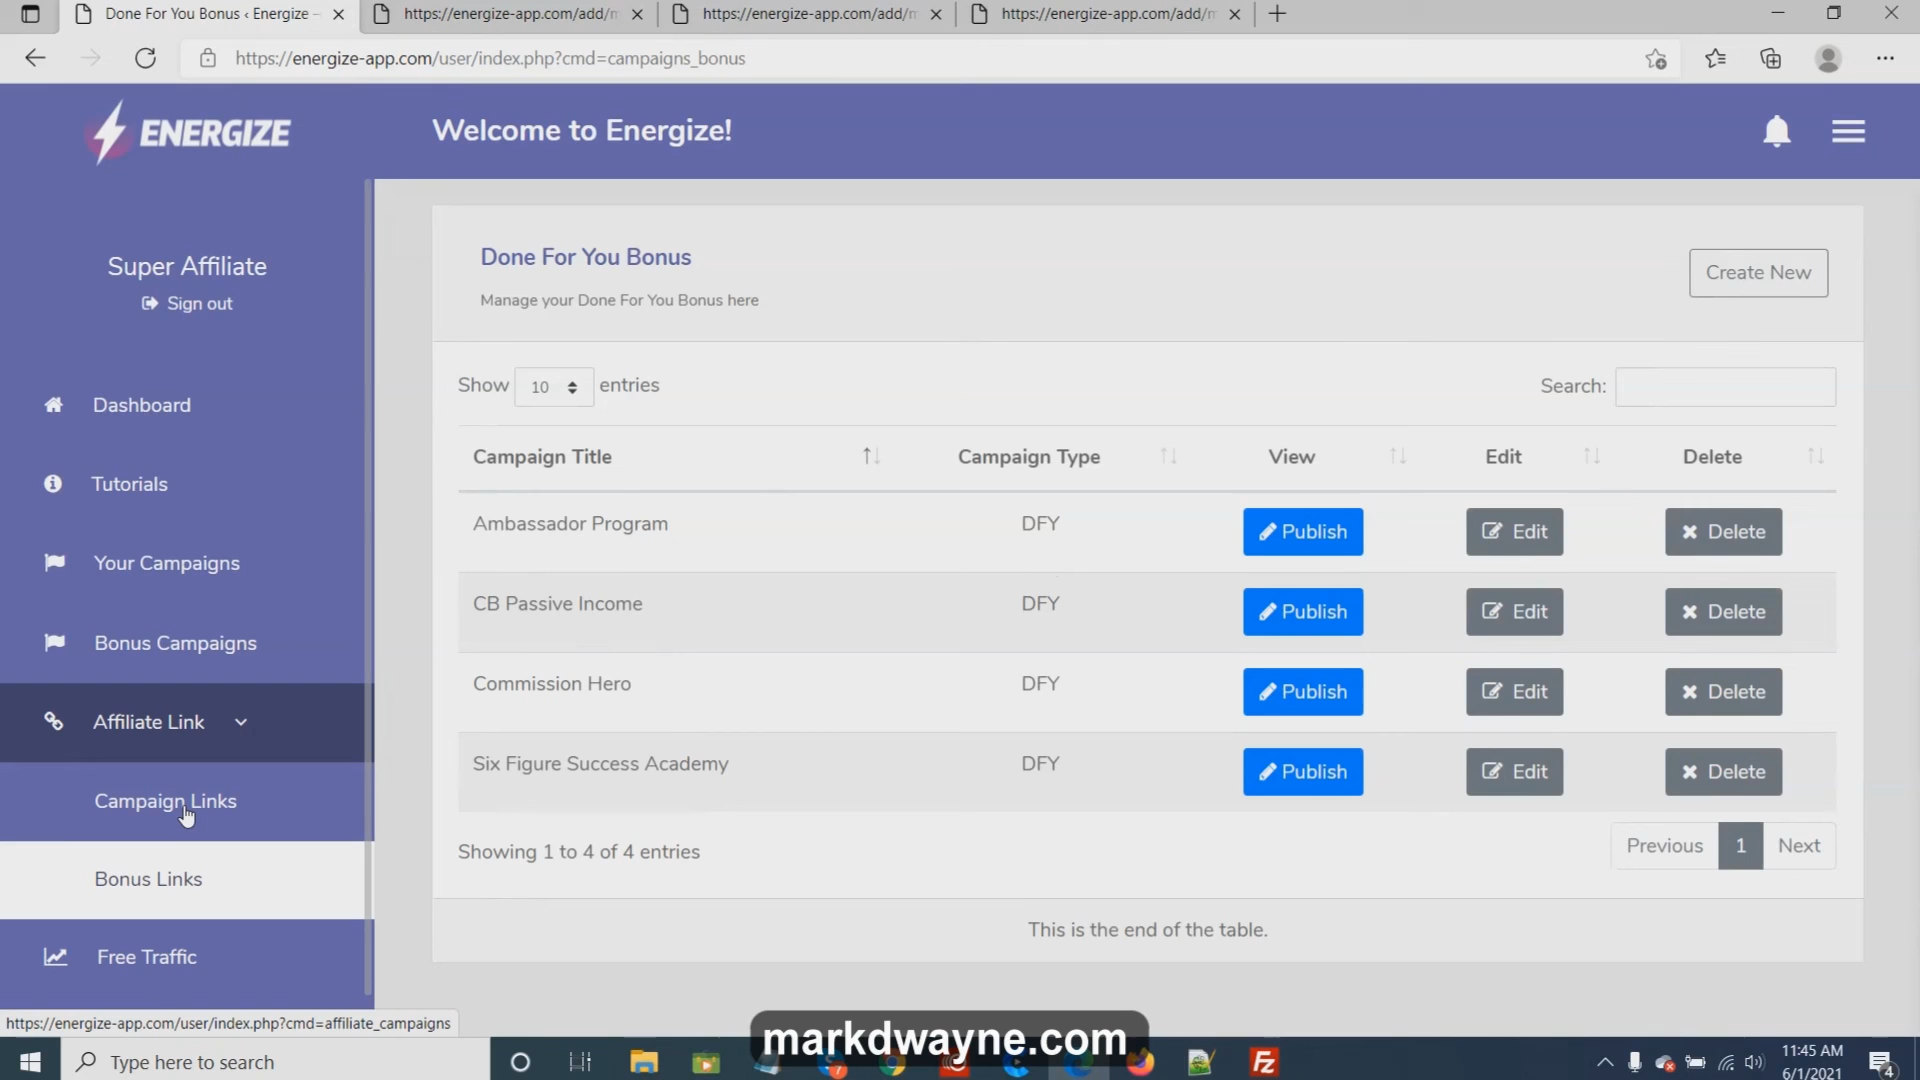 Done For You Bonus ‹ Energize –
https://energize-app.com/add/m
https://energize-app.com/add/m
https://energize-app.com/add/m
https://energize-app.com/user/index.php?cmd=campaigns_bonus
ENERGIZE
Welcome to Energize!
Super Affiliate
Sign out
Dashboard
Tutorials
Your Campaigns
Bonus Campaigns
Affiliate Link
Campaign Links
Bonus Links
Free Traffic
Done For You Bonus
Manage your Done For You Bonus here
Create New
Show 10 entries
Search:
Campaign Title Campaign Type View Edit Delete
Ambassador Program DFY Publish Edit Delete
CB Passive Income DFY Publish Edit Delete
Commission Hero DFY Publish Edit Delete
Six Figure Success Academy DFY Publish Edit Delete
Showing 1 to 4 of 4 entries
Previous 1 Next
This is the end of the table.
https://energize-app.com/user/index.php?cmd=affiliate_campaigns
markdwayne.com
Type here to search
7
Fz
11:45 AM
6/1/2021
4